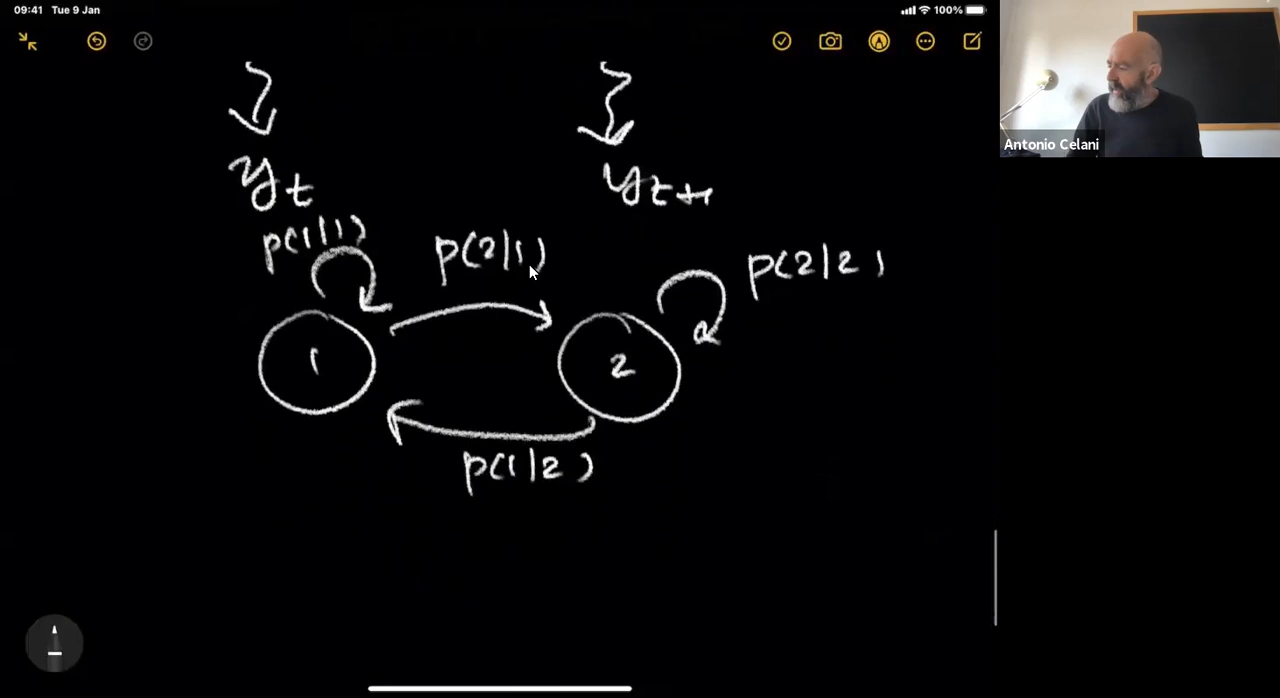 09:41 Tue 9 Jan
100%
Antonio Celani
y_t y_{t+1}
p(1|1) p(2|1) p(2|2)
1 2
p(1|2)